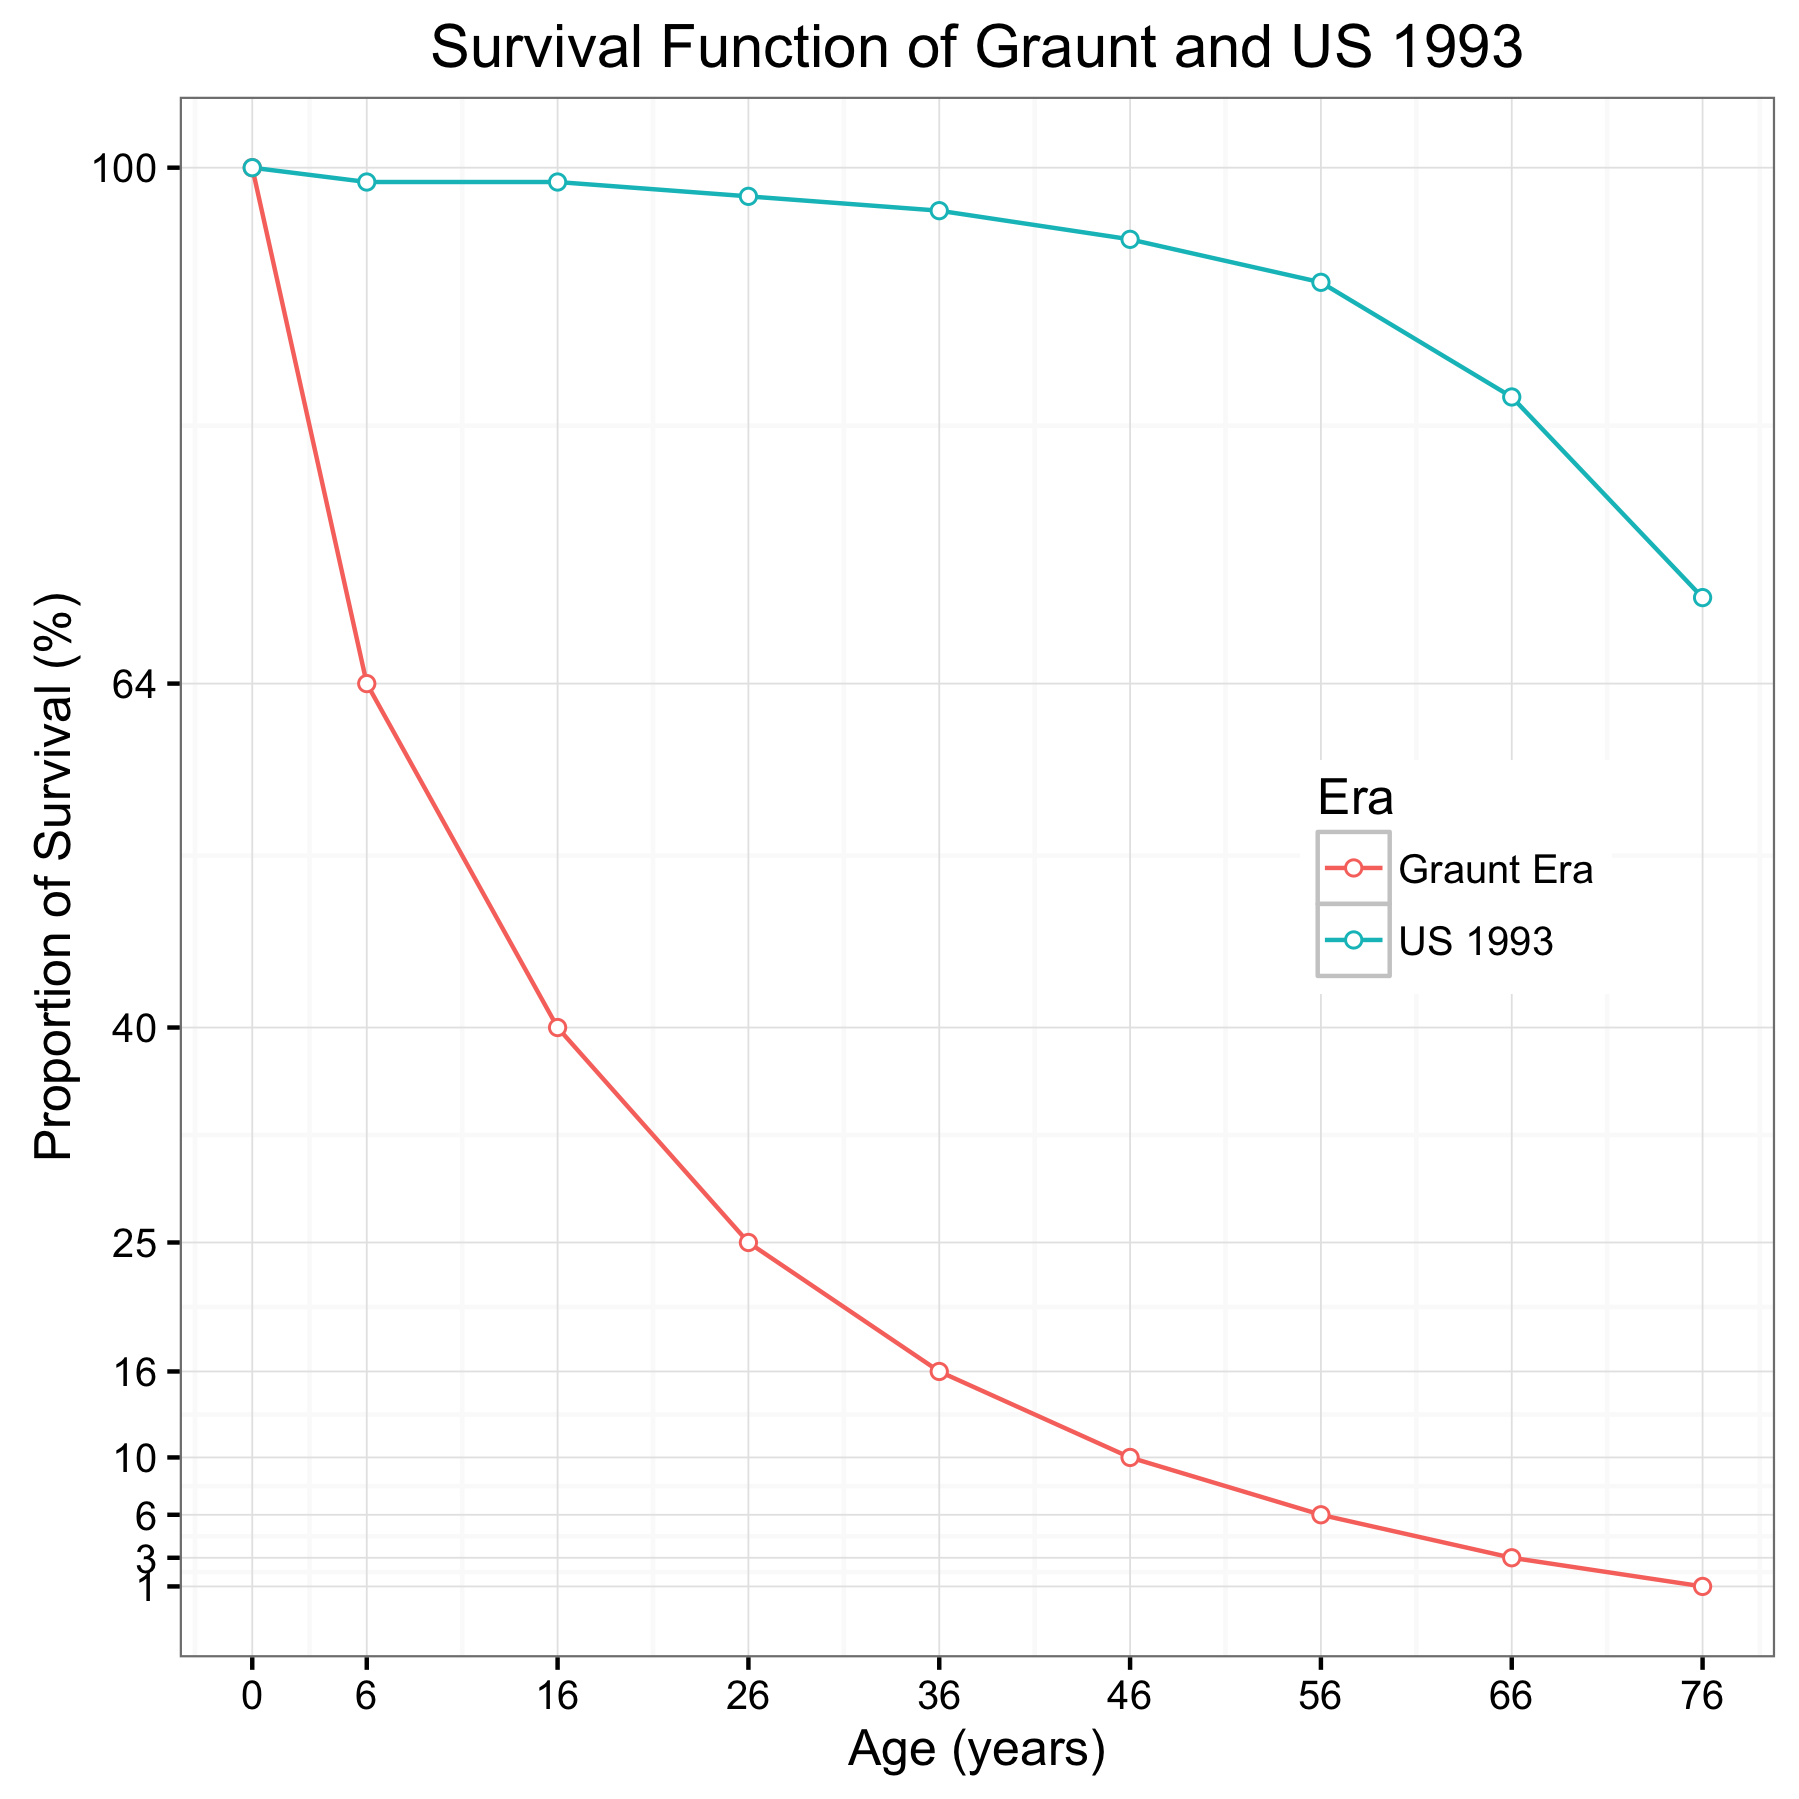 Survival Function of Graunt and US 1993
Proportion of Survival (%)
100
64
40
25
16
10
6
3
1
Era
Graunt Era
US 1993
0 6 16 26 36 46 56 66 76
Age (years)